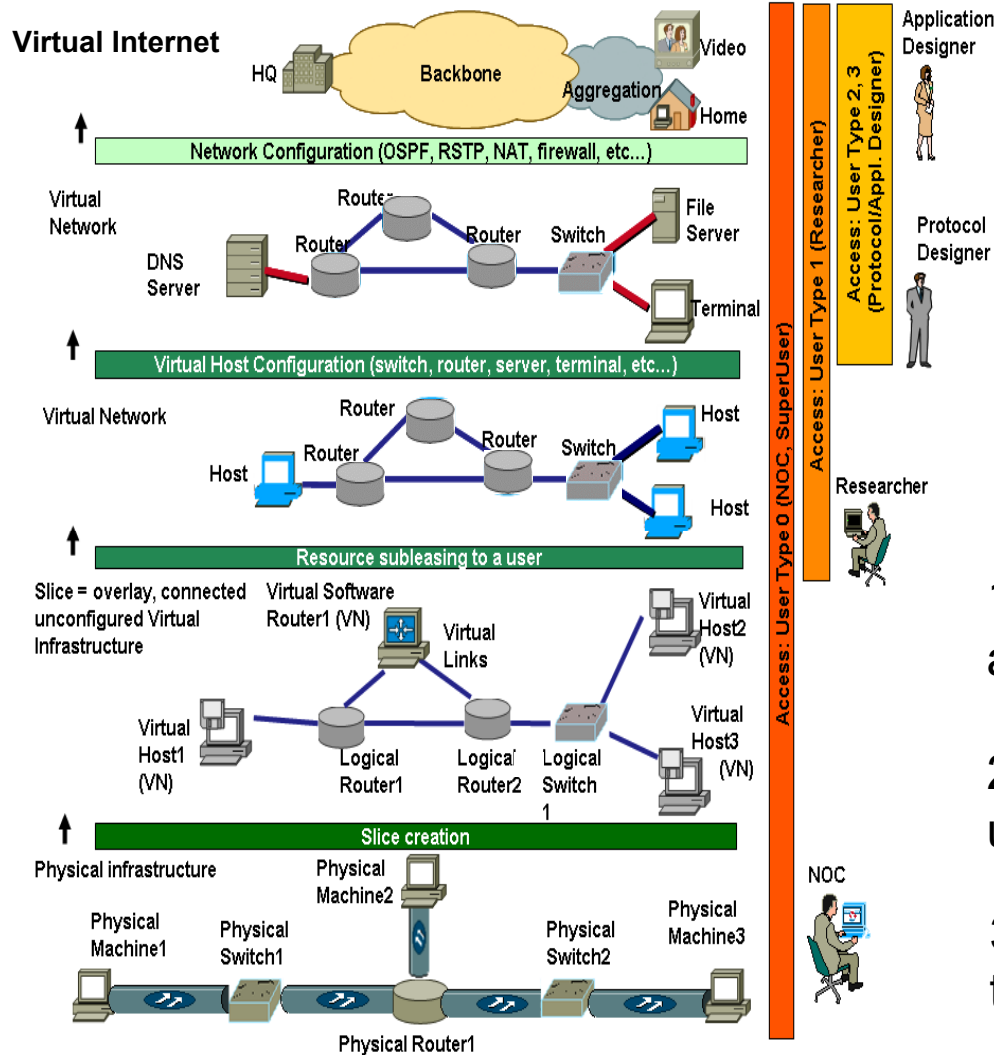 Virtual Internet
HQ
Backbone
Aggregation
Video
Home
Network Configuration (OSPF, RSTP, NAT, firewall, etc...)
Virtual
Network
Router
Router
Router
Switch
File
Server
DNS
Server
Terminal
Virtual Host Configuration (switch, router, server, terminal, etc...)
Virtual Network
Router
Router
Router
Switch
Host
Host
Host
Resource subleasing to a user
Slice = overlay, connected
unconfigured Virtual
Infrastructure
Virtual Software
Router1 (VN)
Virtual
Links
Virtual
Host2
(VN)
Virtual
Host1
(VN)
Logical
Router1
Logical
Router2
Logical
Switch
1
Virtual
Host3
(VN)
Slice creation
Physical infrastructure
Physical
Machine2
Physical
Machine1
Physical
Switch1
Physical
Switch2
Physical
Machine3
Physical Router1
Access: User Type 0 (NOC, SuperUser)
Access: User Type 1 (Researcher)
Access: User Type 2, 3
(Protocol/Appl. Designer)
Application
Designer
Protocol
Designer
Researcher
NOC